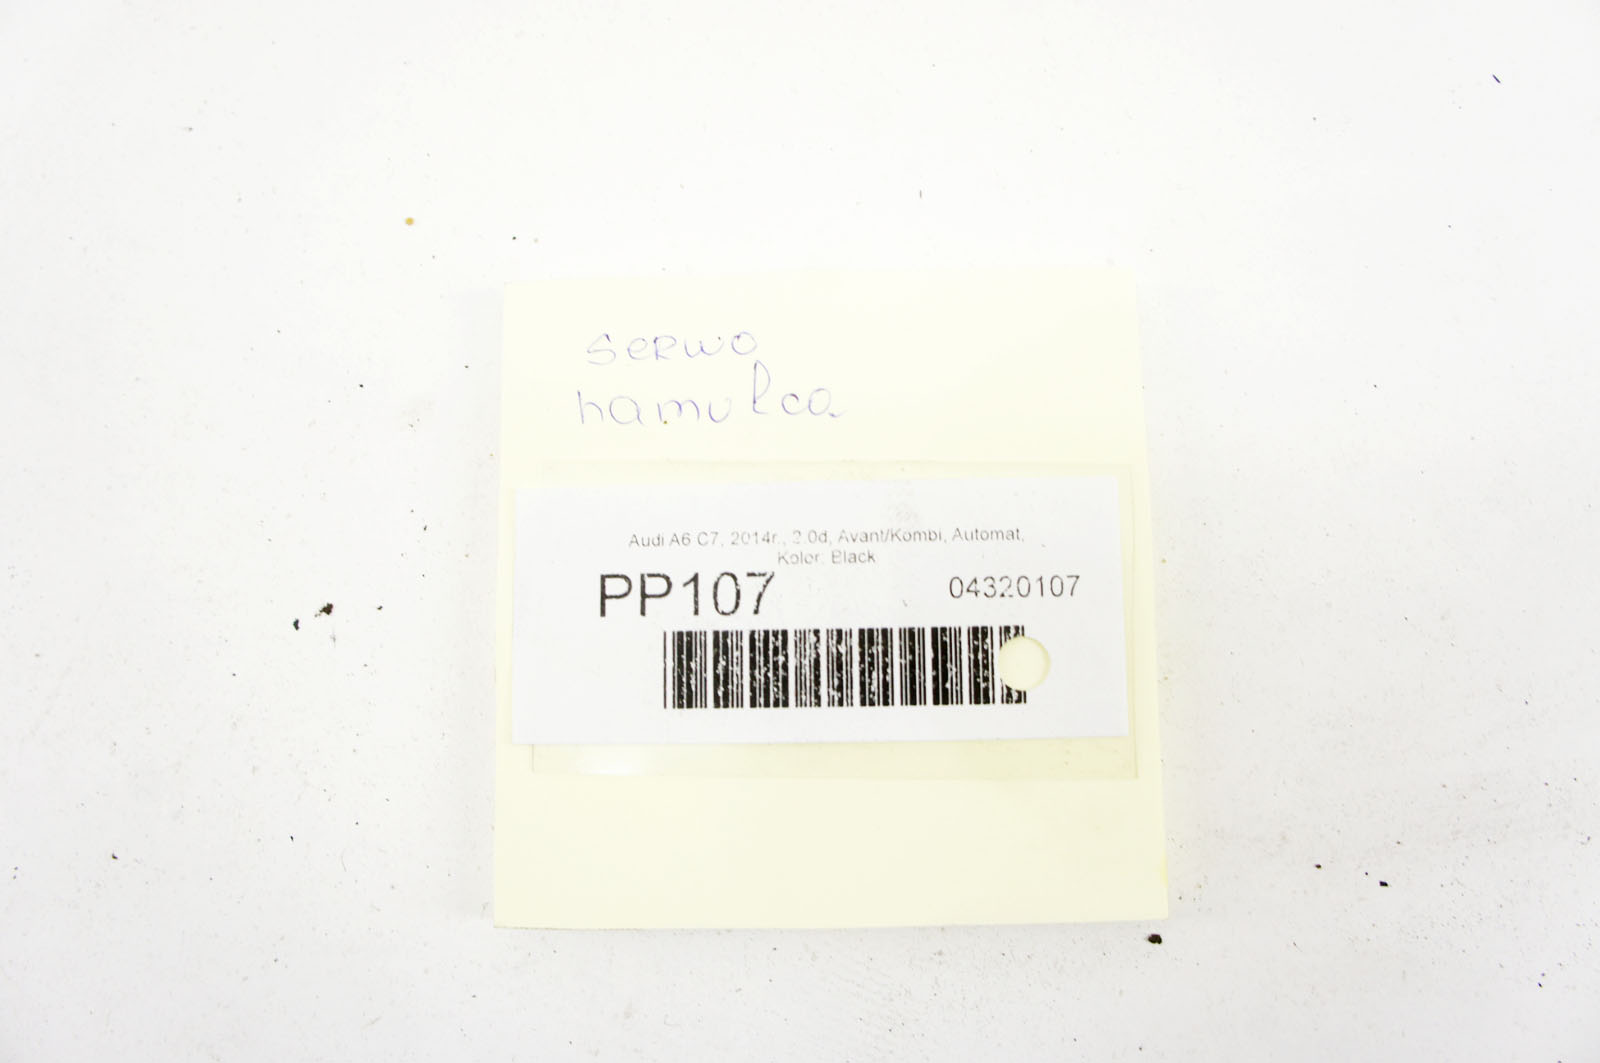 serwo
hamulca
Audi A6 C7, 2014r., 2.0d, Avant/Kombi, Automat,
Kolor: Black
PP107
04320107